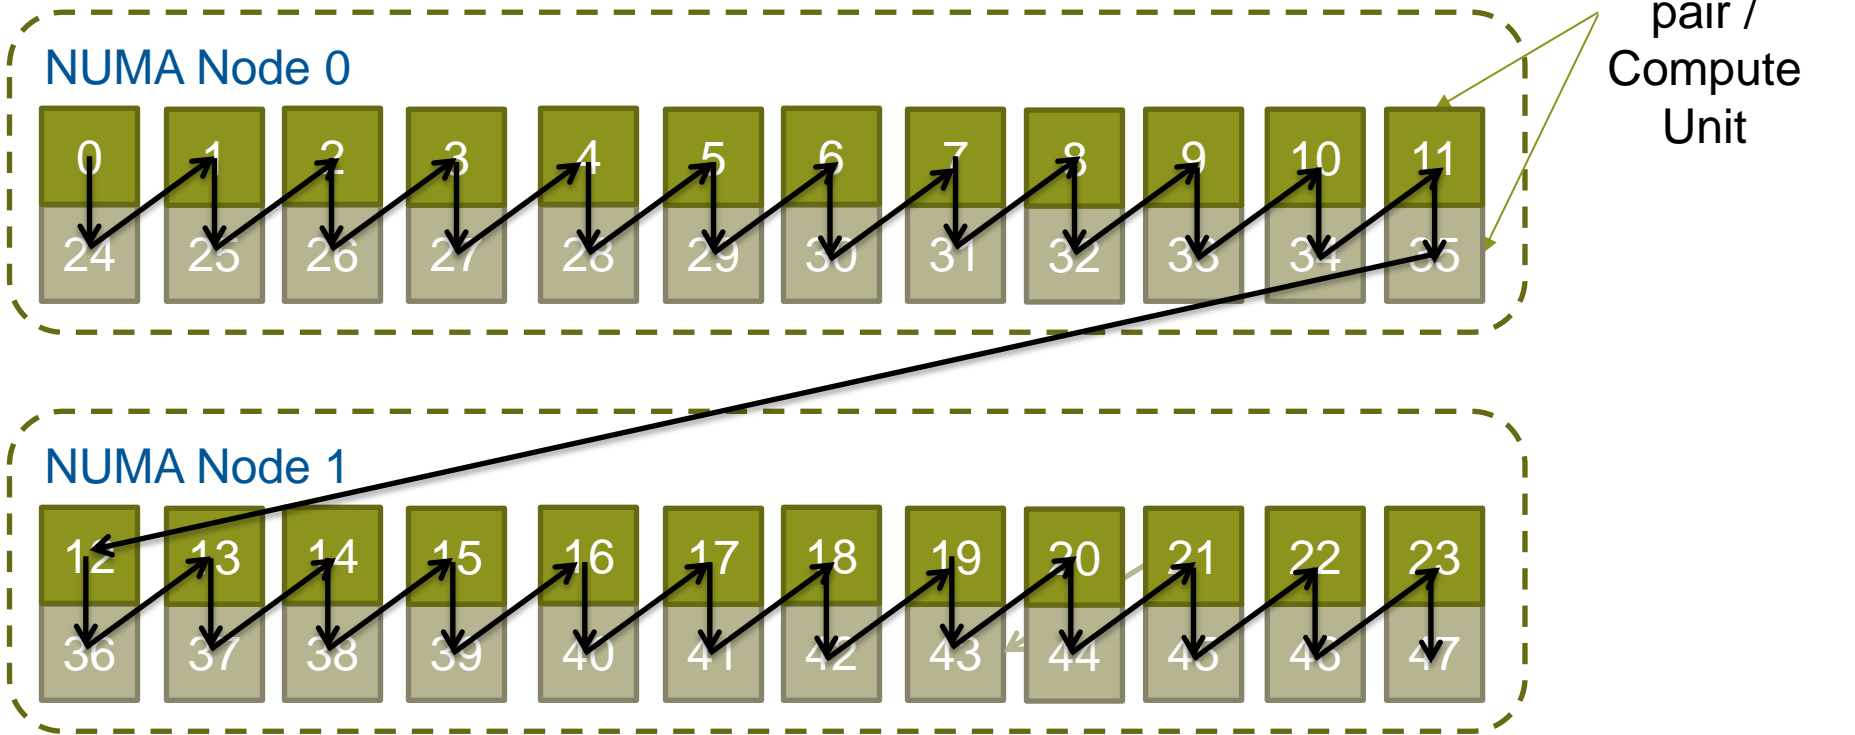 pair /
Compute
Unit
NUMA Node 0
0 1 2 3 4 5 6 7 8 9 10 11
24 25 26 27 28 29 30 31 32 33 34 35
NUMA Node 1
12 13 14 15 16 17 18 19 20 21 22 23
36 37 38 39 40 41 42 43 44 45 46 47